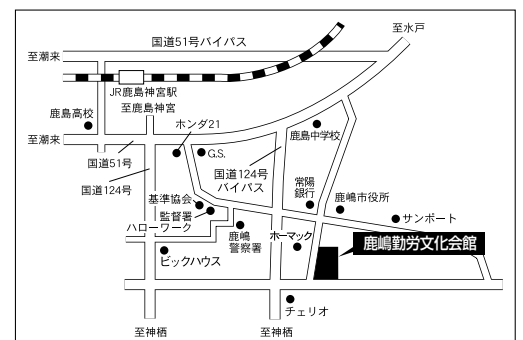 至水戸
国道51号バイパス
至潮来
JR鹿島神宮駅
至鹿島神宮
鹿島高校
ホンダ21
鹿島中学校
至潮来
G.S.
国道51号
国道124号
バイパス
国道124号
常陽
銀行
基準協会
鹿嶋市役所
監督署
サンポート
ハローワーク
鹿嶋
警察署
ホーマック
鹿嶋勤労文化会館
ビックハウス
チェリオ
至神栖
至神栖